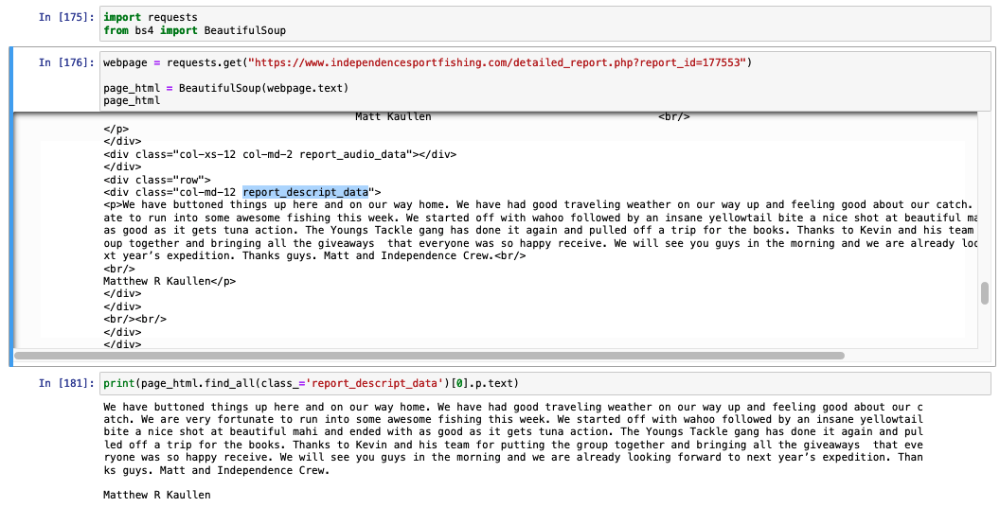 In [175]: import requests
from bs4 import BeautifulSoup
In [176]: webpage = requests.get("https://www.independencesportfishing.com/detailed_report.php?report_id=177553")
page_html = BeautifulSoup(webpage.text)
page_html
Matt Kaullen <br/>
</p>
</div>
<div class="col-xs-12 col-md-2 report_audio_data"></div>
</div>
<div class="row">
<div class="col-md-12 report_descript_data">
<p>We have buttoned things up here and on our way home. We have had good traveling weather on our way up and feeling good about our catch.
ate to run into some awesome fishing this week. We started off with wahoo followed by an insane yellowtail bite a nice shot at beautiful ma
as good as it gets tuna action. The Youngs Tackle gang has done it again and pulled off a trip for the books. Thanks to Kevin and his team
oup together and bringing all the giveaways  that everyone was so happy receive. We will see you guys in the morning and we are already loo
xt year’s expedition. Thanks guys. Matt and Independence Crew.<br/>
<br/>
Matthew R Kaullen</p>
</div>
</div>
<br/><br/>
</div>
</div>
In [181]: print(page_html.find_all(class_='report_descript_data')[0].p.text)
We have buttoned things up here and on our way home. We have had good traveling weather on our way up and feeling good about our c
atch. We are very fortunate to run into some awesome fishing this week. We started off with wahoo followed by an insane yellowtail
bite a nice shot at beautiful mahi and ended with as good as it gets tuna action. The Youngs Tackle gang has done it again and pul
led off a trip for the books. Thanks to Kevin and his team for putting the group together and bringing all the giveaways  that eve
ryone was so happy receive. We will see you guys in the morning and we are already looking forward to next year’s expedition. Than
ks guys. Matt and Independence Crew.
Matthew R Kaullen